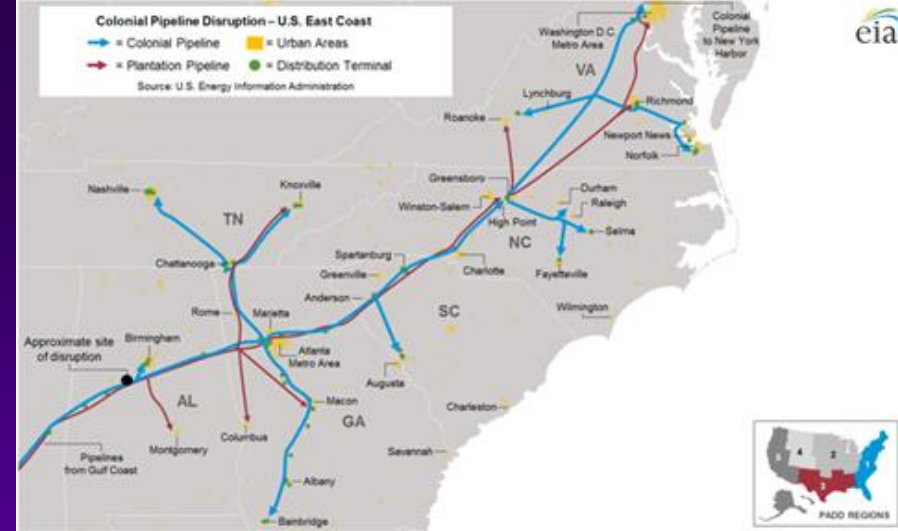 Colonial Pipeline Disruption – U.S. East Coast
= Colonial Pipeline
= Urban Areas
= Plantation Pipeline
= Distribution Terminal
Source: U.S. Energy Information Administration
eia
Washington D.C.
Metro Area
Colonial
Pipeline
to New York
Harbor
VA
Lynchburg
Richmond
Roanoke
Newport News
Norfolk
Greensboro
Nashville
Knoxville
Durham
Winston-Salem
Raleigh
TN
High Point
Selma
NC
Spartanburg
Chattanooga
Greenville
Charlotte
Fayetteville
Anderson
Rome
Marietta
SC
Wilmington
Approximate site
of disruption
Birmingham
Atlanta
Metro Area
Augusta
AL
Macon
GA
Charleston
Columbus
Montgomery
Savannah
Pipelines
from Gulf Coast
Albany
Bainbridge
4
2
1
3
PADD REGIONS